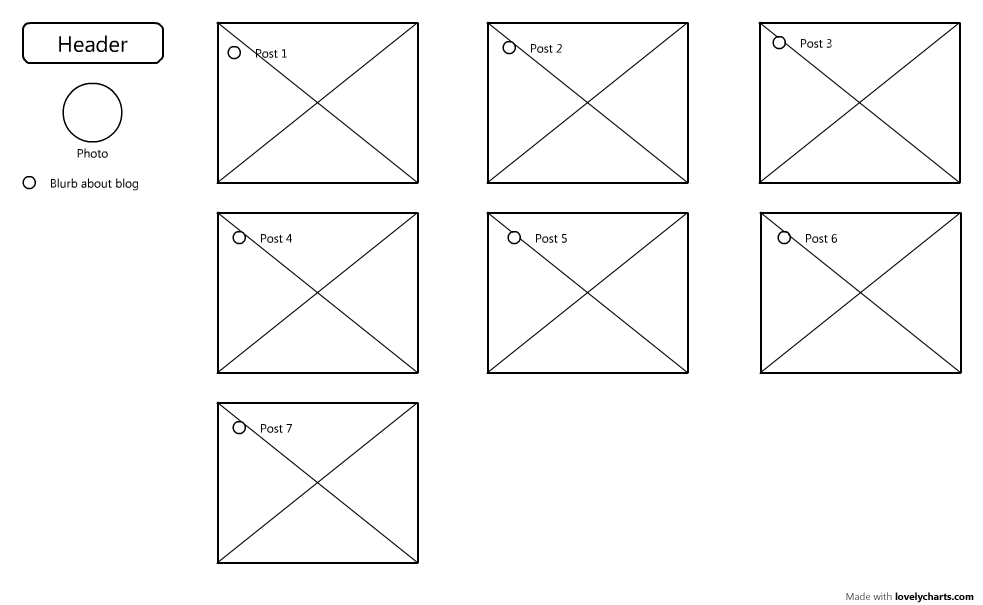 Header
Photo
Blurb about blog
Post 1
Post 2
Post 3
Post 4
Post 5
Post 6
Post 7
Made with lovelycharts.com